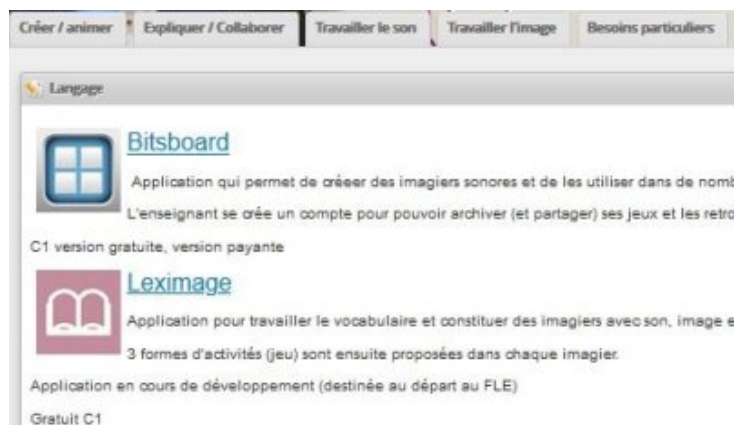 Créer / animer
Expliquer / Collaborer
Travailler le son
Travailler l'image
Besoins particuliers
Langage
Bitsboard
Application qui permet de créeer des imagiers sonores et de les utiliser dans de
L'enseignant se crée un compte pour pouvoir archiver (et partager) ses jeux et les
C1 version gratuite, version payante
Leximage
Application pour travailler le vocabulaire et constituer des imagiers avec son, image
3 formes d'activités (jeu) sont ensuite proposées dans chaque imagier.
Application en cours de développement (destinée au départ au FLE)
Gratuit C1